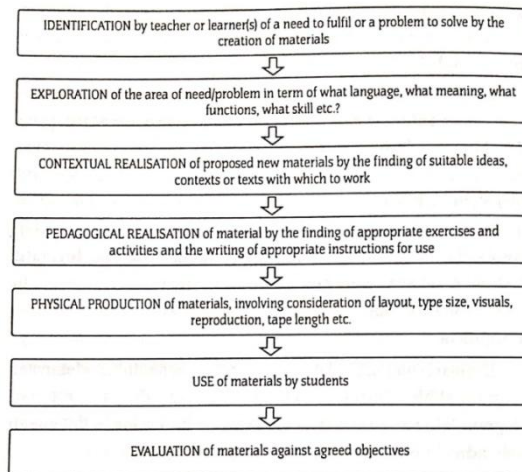 IDENTIFICATION by teacher or learner(s) of a need to fulfil or a problem to solve by the
creation of materials
EXPLORATION of the area of need/problem in term of what language, what meaning, what
functions, what skill etc.?
CONTEXTUAL REALISATION of proposed new materials by the finding of suitable ideas,
contexts or texts with which to work
PEDAGOGICAL REALISATION of material by the finding of appropriate exercises and
activities and the writing of appropriate instructions for use
PHYSICAL PRODUCTION of materials, involving consideration of layout, type size, visuals,
reproduction, tape length etc.
USE of materials by students
EVALUATION of materials against agreed objectives